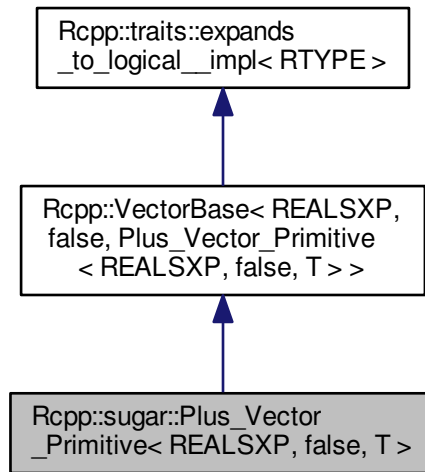 Rcpp::traits::expands
_to_logical__impl< RTYPE >
Rcpp::VectorBase< REALSXP,
false, Plus_Vector_Primitive
< REALSXP, false, T > >
Rcpp::sugar::Plus_Vector
_Primitive< REALSXP, false, T >